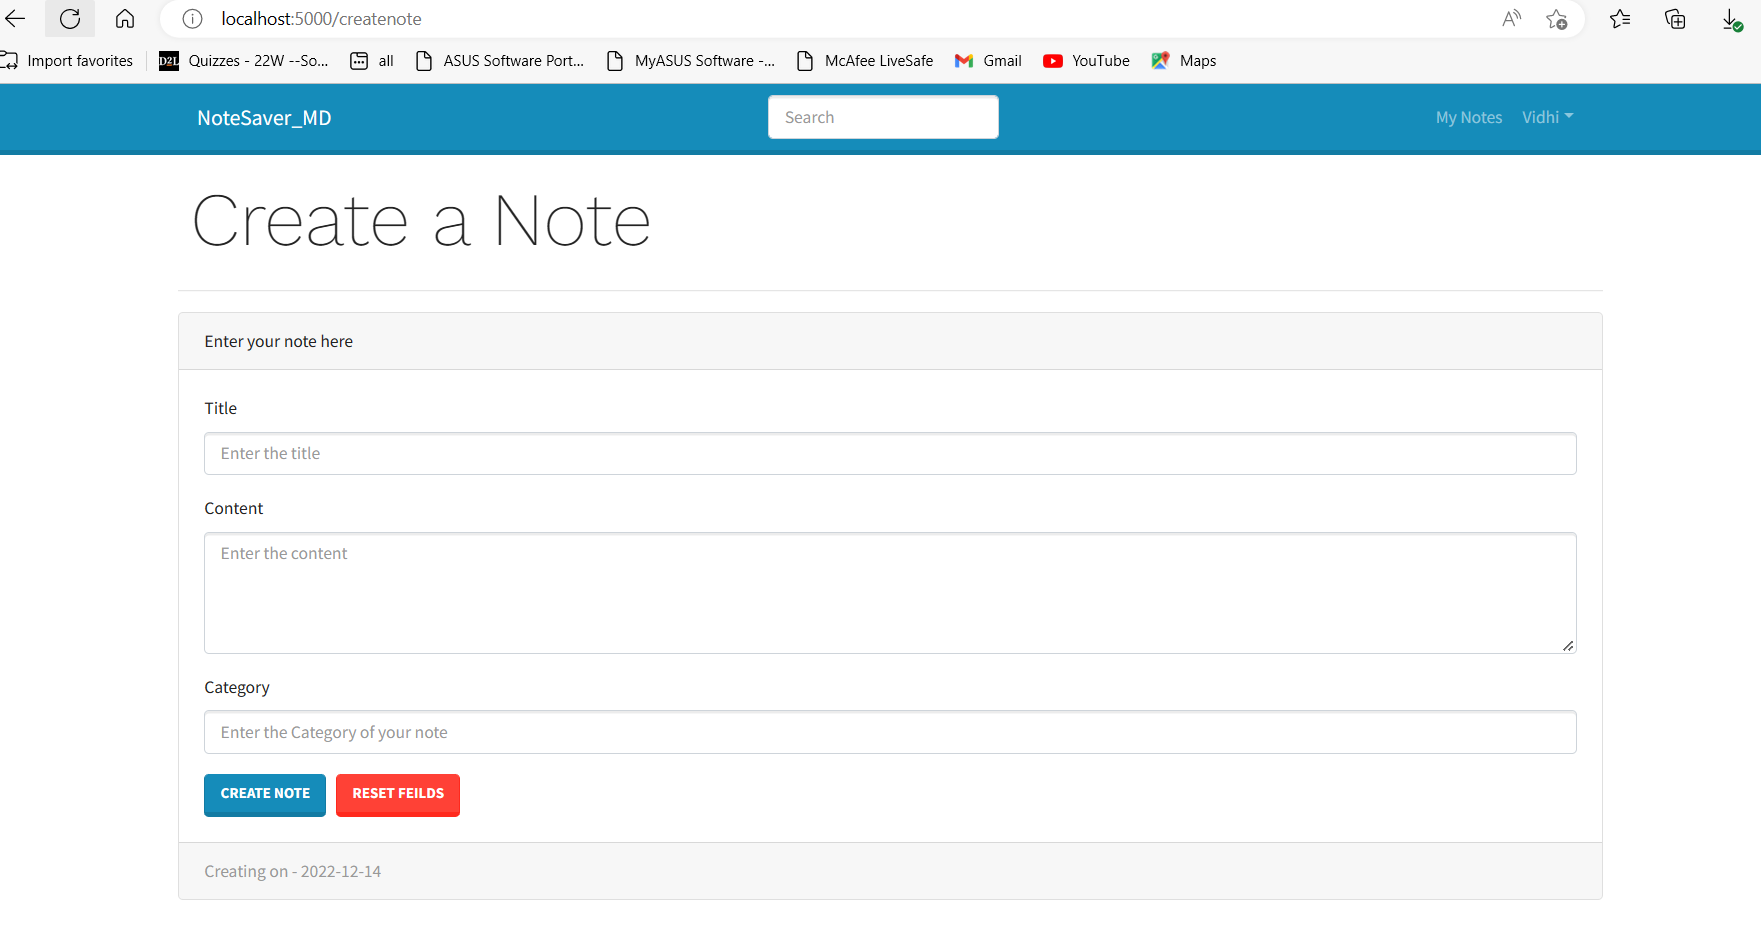 localhost:5000/createnote
Import favorites D2L Quizzes - 22W --So... all ASUS Software Port... MyASUS Software -... McAfee LiveSafe Gmail YouTube Maps
NoteSaver_MD Search My Notes Vidhi
Create a Note
Enter your note here
Title
Enter the title
Content
Enter the content
Category
Enter the Category of your note
CREATE NOTE RESET FEILDS
Creating on - 2022-12-14